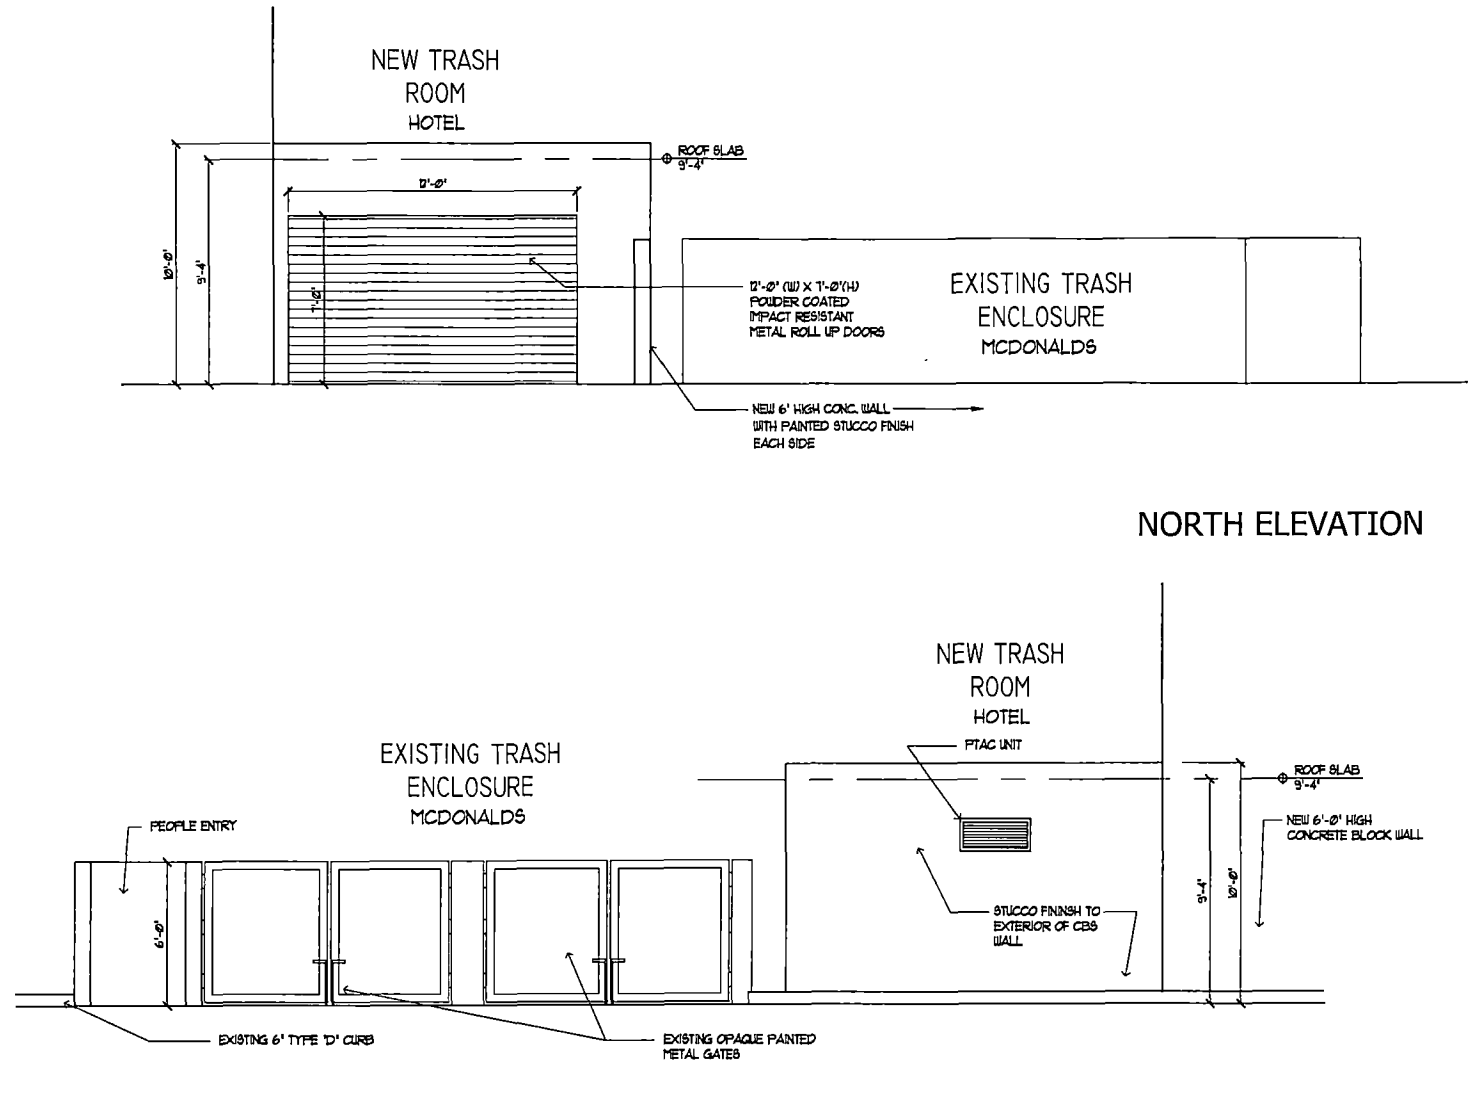 NEW TRASH
ROOM
HOTEL
ROOF SLAB
9'-4"
12'-0"
10'-0"
9'-4"
7'-0"
12'-0" (W) X 7'-0"(H)
POWDER COATED
IMPACT RESISTANT
METAL ROLL UP DOORS
EXISTING TRASH
ENCLOSURE
MCDONALDS
NEW 6' HIGH CONC. WALL
WITH PAINTED STUCCO FINISH
EACH SIDE
NORTH ELEVATION
NEW TRASH
ROOM
HOTEL
PTAC UNIT
EXISTING TRASH
ENCLOSURE
MCDONALDS
ROOF SLAB
9'-4"
PEOPLE ENTRY
NEW 6'-0" HIGH
CONCRETE BLOCK WALL
6'-0"
9'-4"
10'-0"
STUCCO FININSH TO
EXTERIOR OF CBS
WALL
EXISTING 6" TYPE "D" CURB
EXISTING OPAQUE PAINTED
METAL GATES